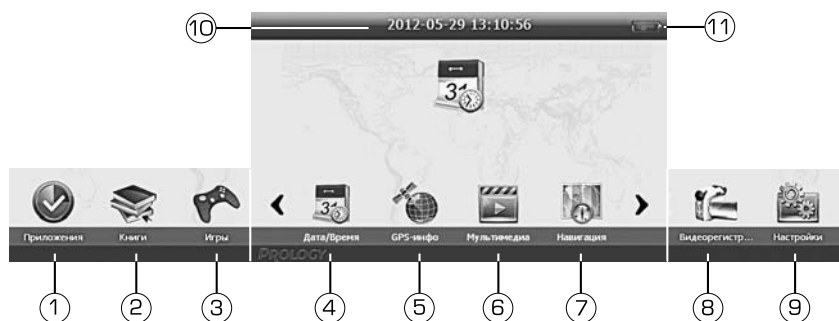 10
2012-05-29 13:10:56
11
31
31
Приложения
Книги
Игры
Дата/Время
GPS-инфо
Мультимедиа
Навигация
Видеорегистр...
Настройки
PROLOGY
1
2
3
4
5
6
7
8
9